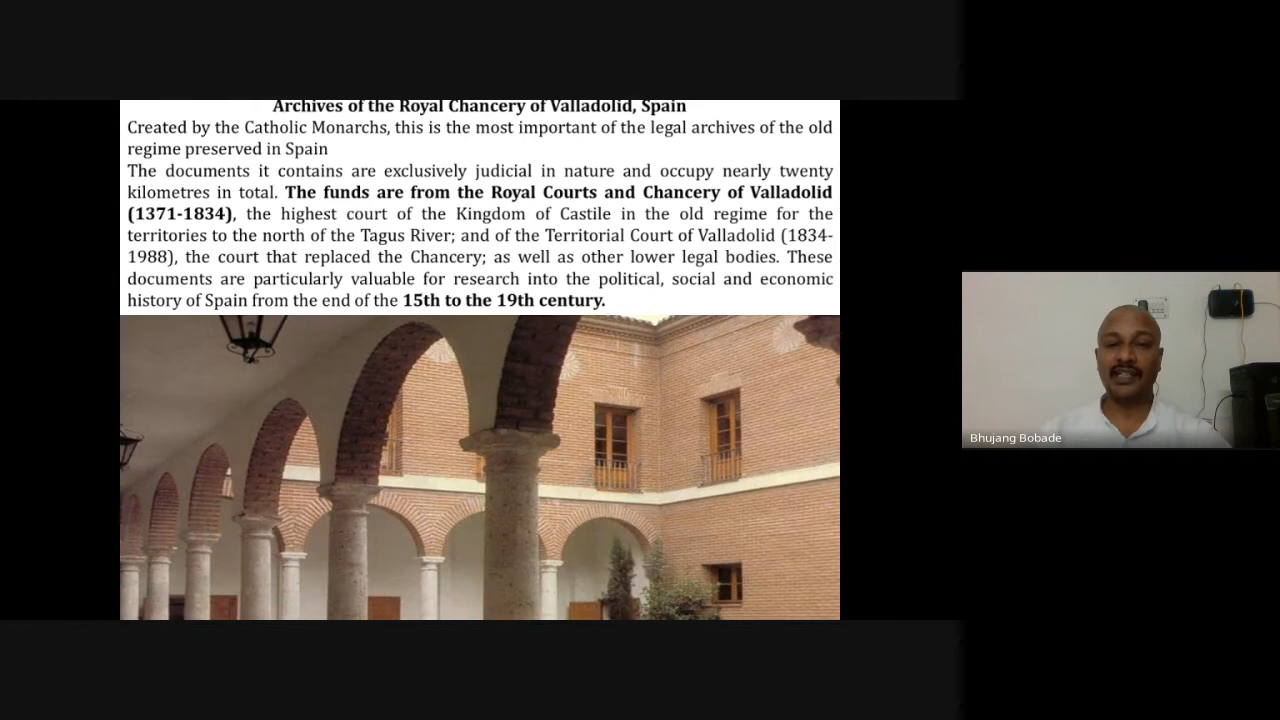 Archives of the Royal Chancery of Valladolid, Spain
Created by the Catholic Monarchs, this is the most important of the legal archives of the old
regime preserved in Spain
The documents it contains are exclusively judicial in nature and occupy nearly twenty
kilometres in total. The funds are from the Royal Courts and Chancery of Valladolid
(1371-1834), the highest court of the Kingdom of Castile in the old regime for the
territories to the north of the Tagus River; and of the Territorial Court of Valladolid (1834-
1988), the court that replaced the Chancery; as well as other lower legal bodies. These
documents are particularly valuable for research into the political, social and economic
history of Spain from the end of the 15th to the 19th century.
Bhujang Bobade